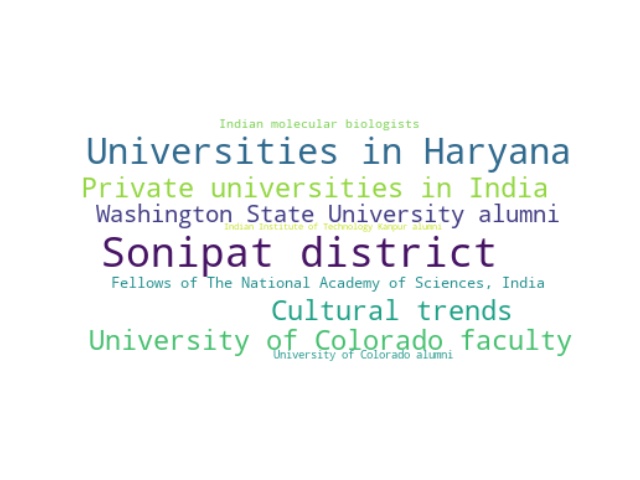 Indian molecular biologists
Universities in Haryana
Private universities in India
Washington State University alumni
Indian Institute of Technology Kanpur alumni
Sonipat district
Fellows of The National Academy of Sciences, India
Cultural trends
University of Colorado faculty
University of Colorado alumni